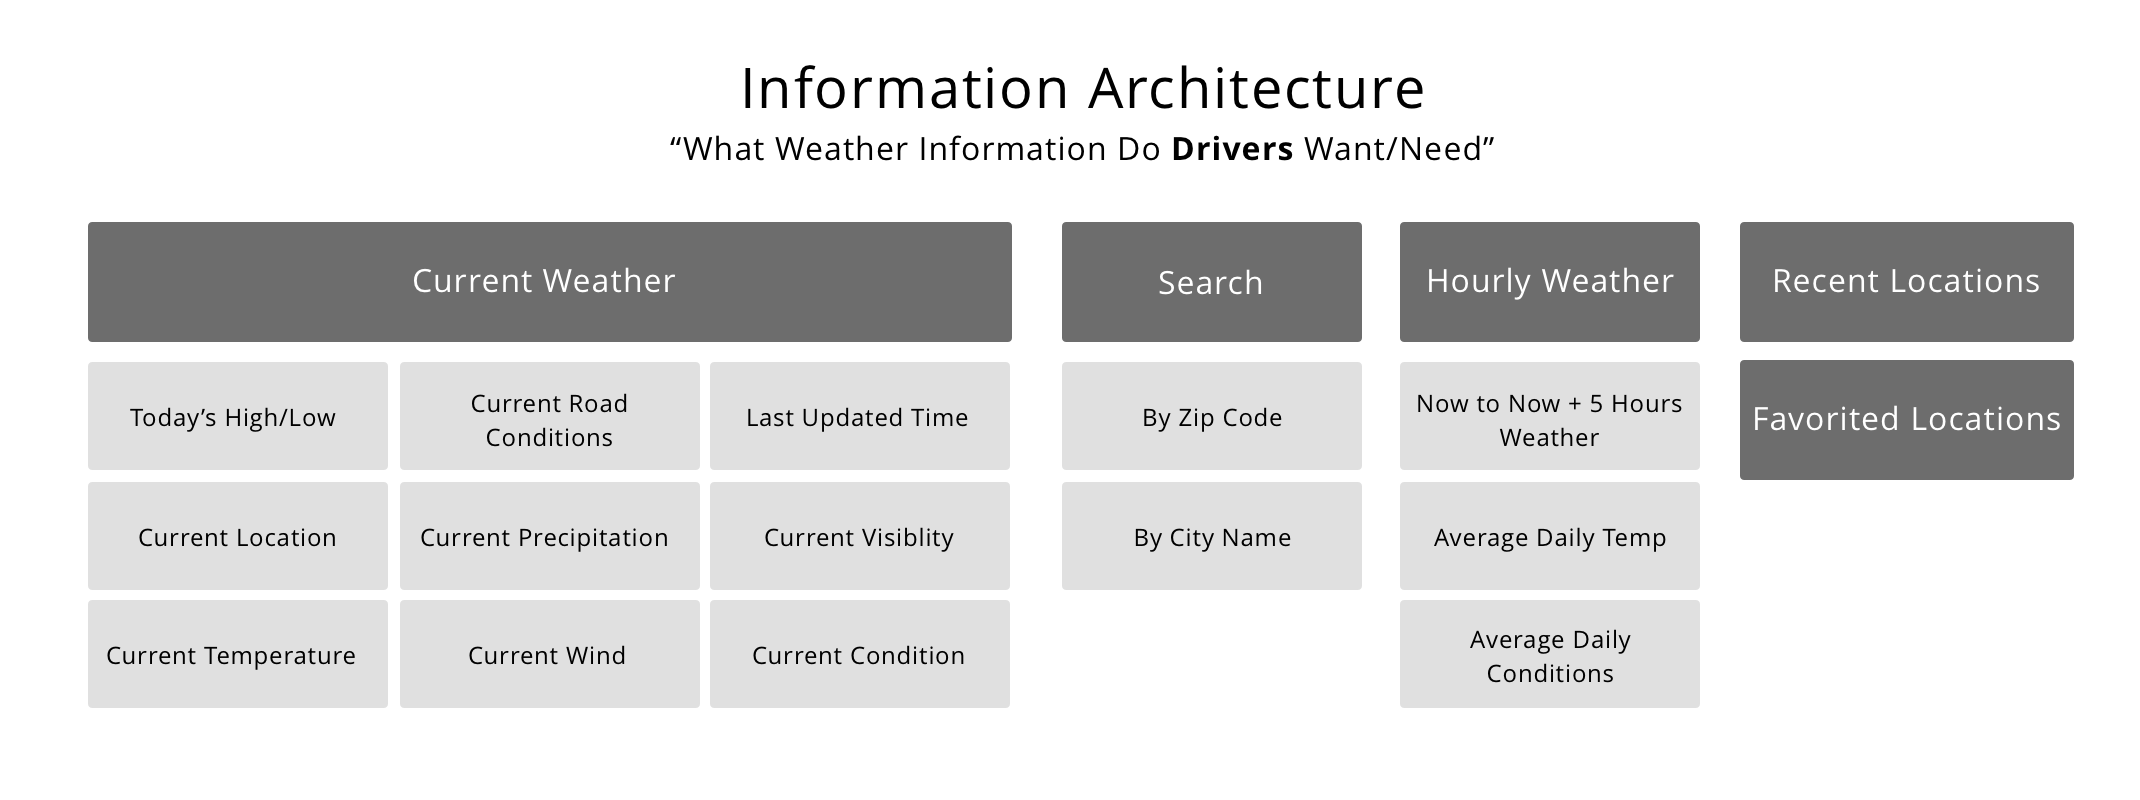 Information Architecture
“What Weather Information Do Drivers Want/Need”
Current Weather
Today’s High/Low
Current Road
Conditions
Last Updated Time
Current Location
Current Precipitation
Current Visiblity
Current Temperature
Current Wind
Current Condition
Search
By Zip Code
By City Name
Hourly Weather
Now to Now + 5 Hours
Weather
Average Daily Temp
Average Daily
Conditions
Recent Locations
Favorited Locations